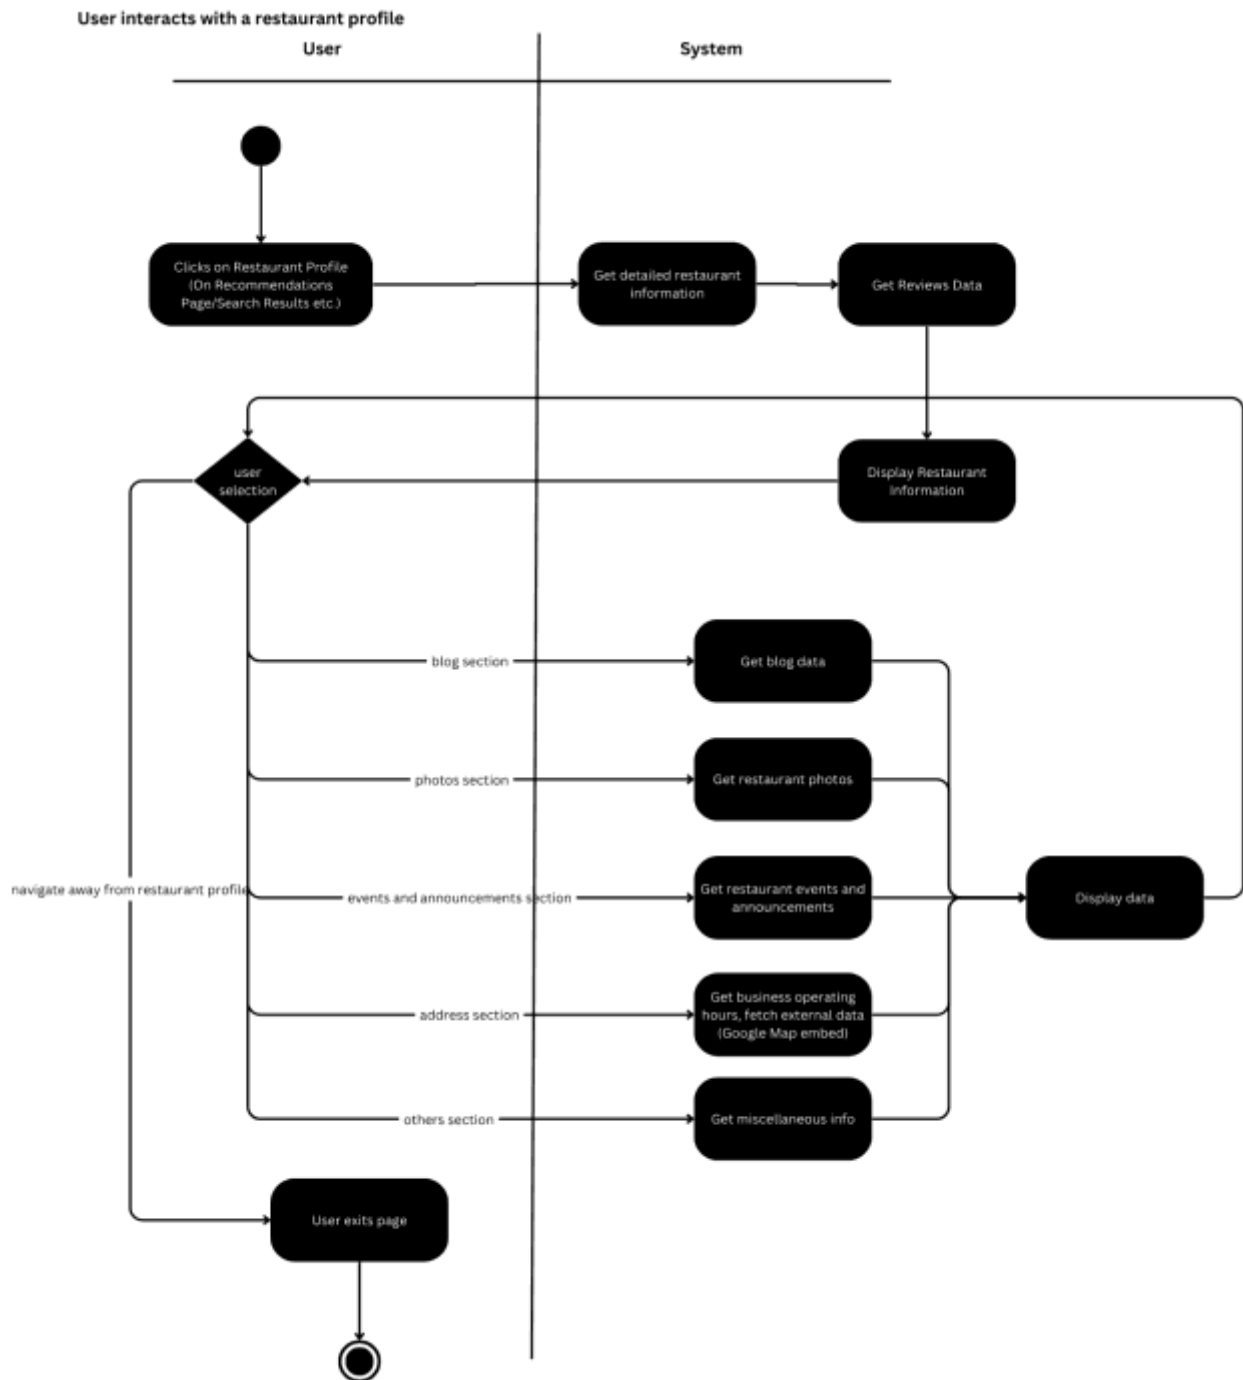 User interacts with a restaurant profile
User
System
Clicks on Restaurant Profile
(On Recommendations
Page/Search Results etc.)
Get detailed restaurant
information
Get Reviews Data
user
selection
Display Restaurant
Information
blog section
Get blog data
photos section
Get restaurant photos
navigate away from restaurant profile
events and announcements section
Get restaurant events and
announcements
Display data
address section
Get business operating
hours, fetch external data
(Google Map embed)
others section
Get miscellaneous info
User exits page